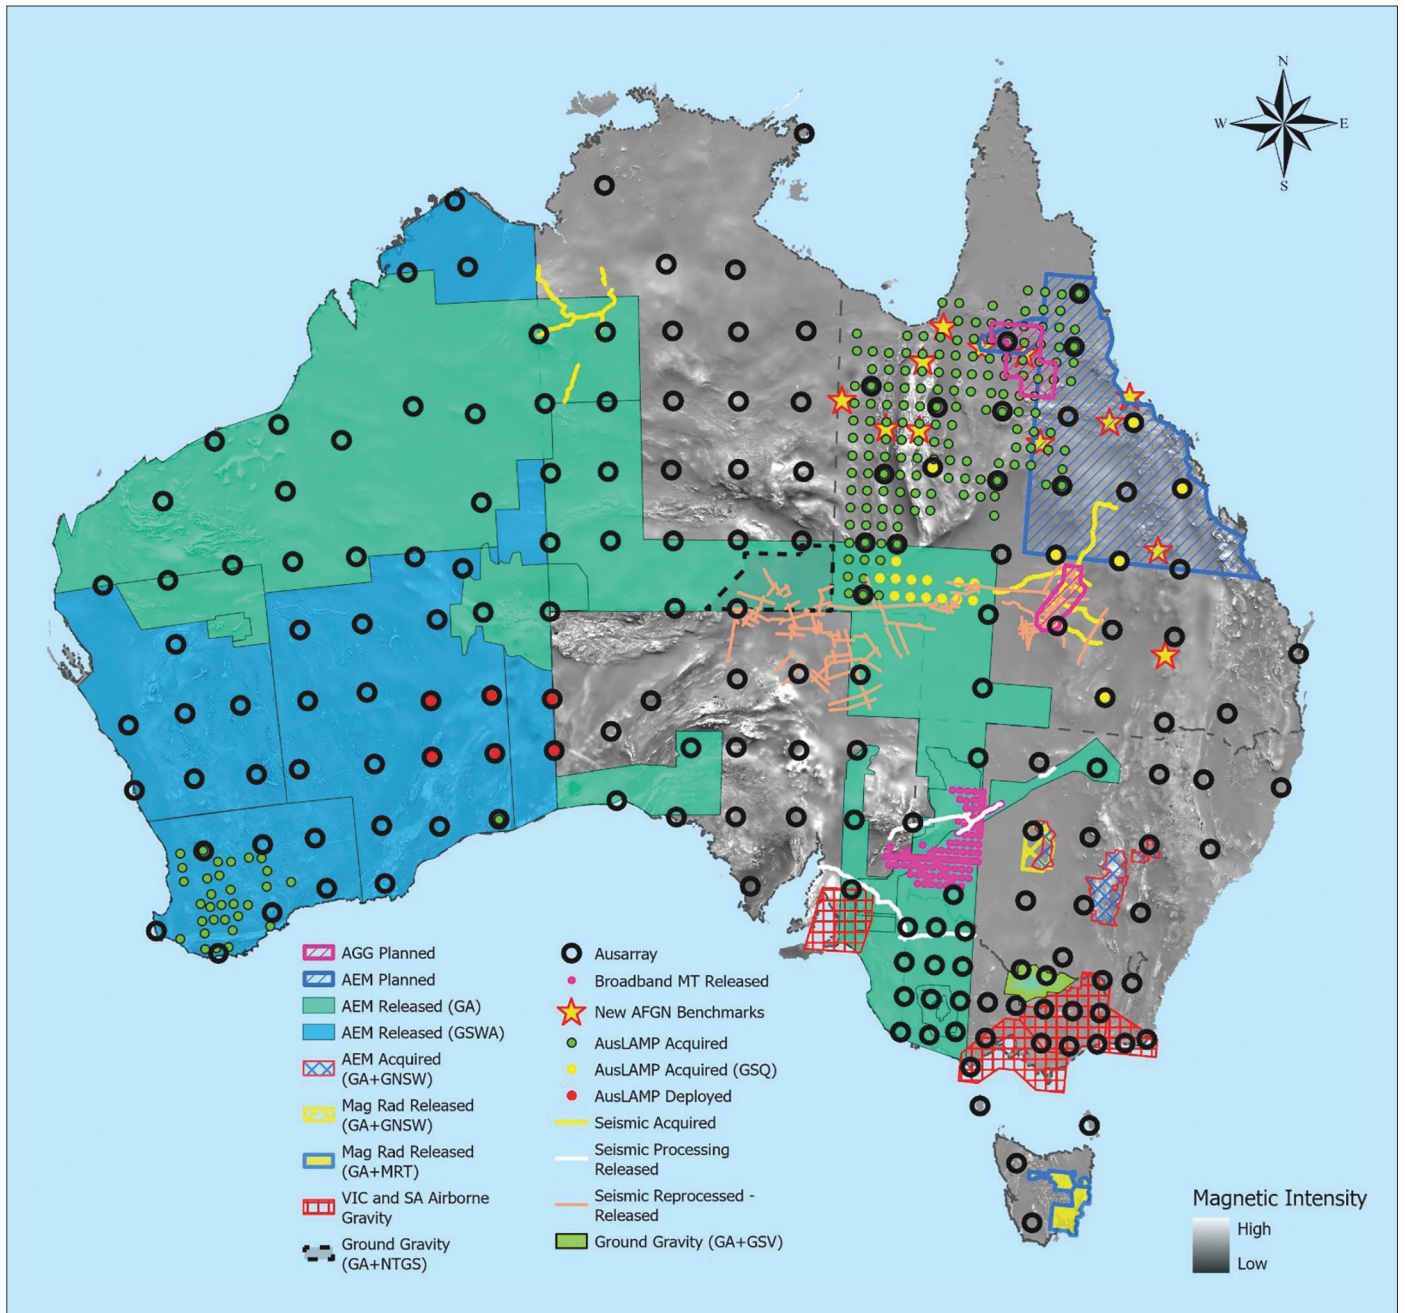 N
W
E
S
AGG Planned
AEM Planned
AEM Released (GA)
AEM Released (GSWA)
AEM Acquired
(GA+GNSW)
Mag Rad Released
(GA+GNSW)
Mag Rad Released
(GA+MRT)
VIC and SA Airborne
Gravity
Ground Gravity
(GA+NTGS)
Ausarray
Broadband MT Released
New AFGN Benchmarks
AusLAMP Acquired
AusLAMP Acquired (GSQ)
AusLAMP Deployed
Seismic Acquired
Seismic Processing
Released
Seismic Reprocessed -
Released
Ground Gravity (GA+GSV)
Magnetic Intensity
High
Low